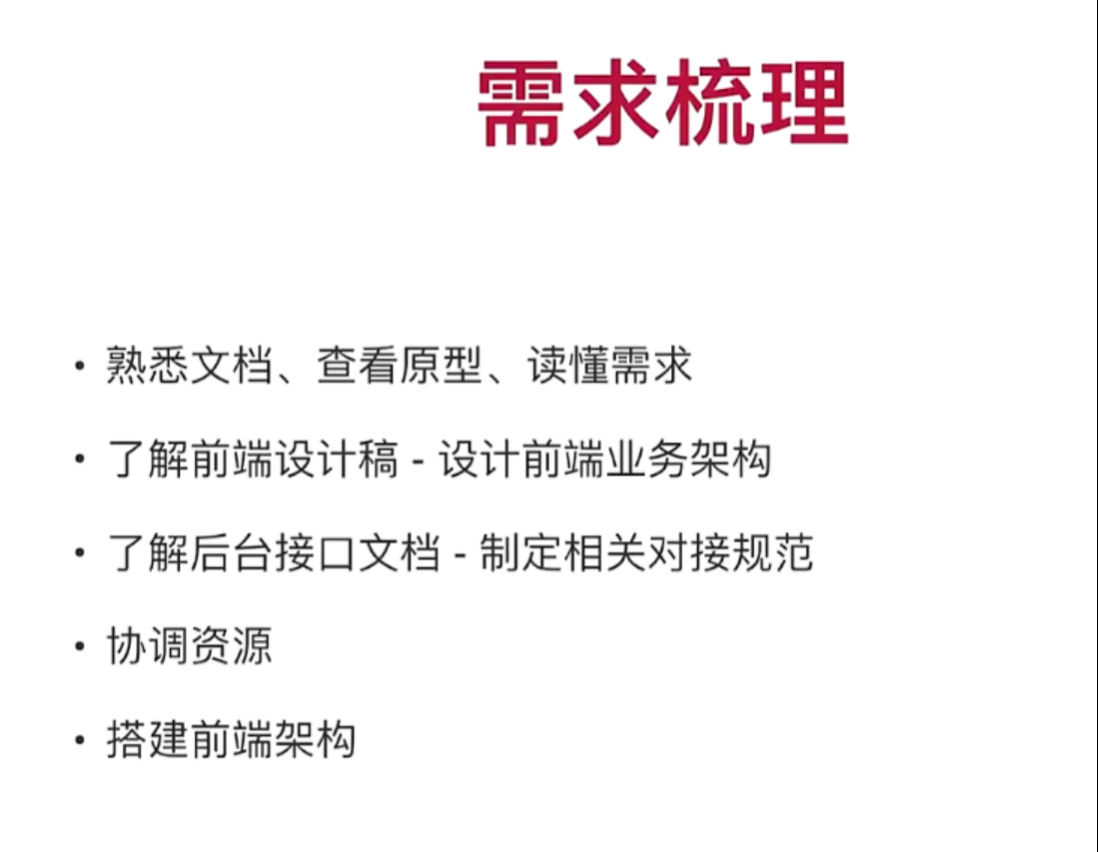 需求梳理
• 熟悉文档、查看原型、读懂需求
• 了解前端设计稿 - 设计前端业务架构
• 了解后台接口文档 - 制定相关对接规范
• 协调资源
• 搭建前端架构